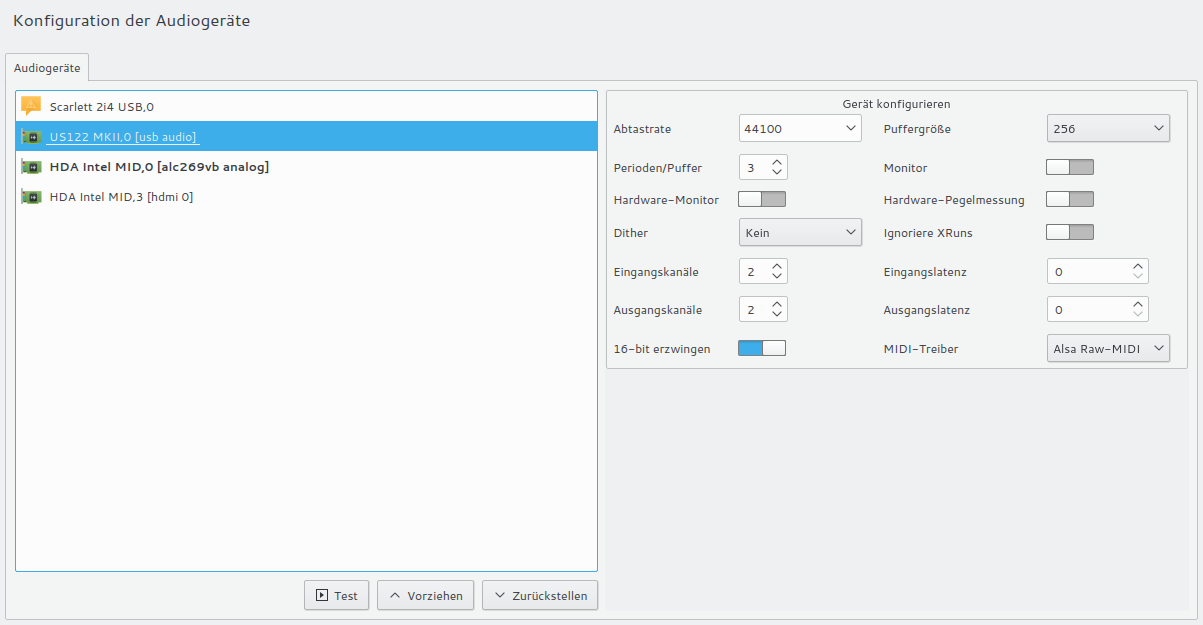 Konfiguration der Audiogeräte
Audiogeräte
Scarlett 2i4 USB,0
US122 MKII,0 [usb audio]
HDA Intel MID,0 [alc269vb analog]
HDA Intel MID,3 [hdmi 0]
Test
Vorziehen
Zurückstellen
Gerät konfigurieren
Abtastrate 44100 Puffergröße 256
Perioden/Puffer 3 Monitor
Hardware-Monitor Hardware-Pegelmessung
Dither Kein Ignoriere XRuns
Eingangskanäle 2 Eingangslatenz 0
Ausgangskanäle 2 Ausgangslatenz 0
16-bit erzwingen MIDI-Treiber Alsa Raw-MIDI